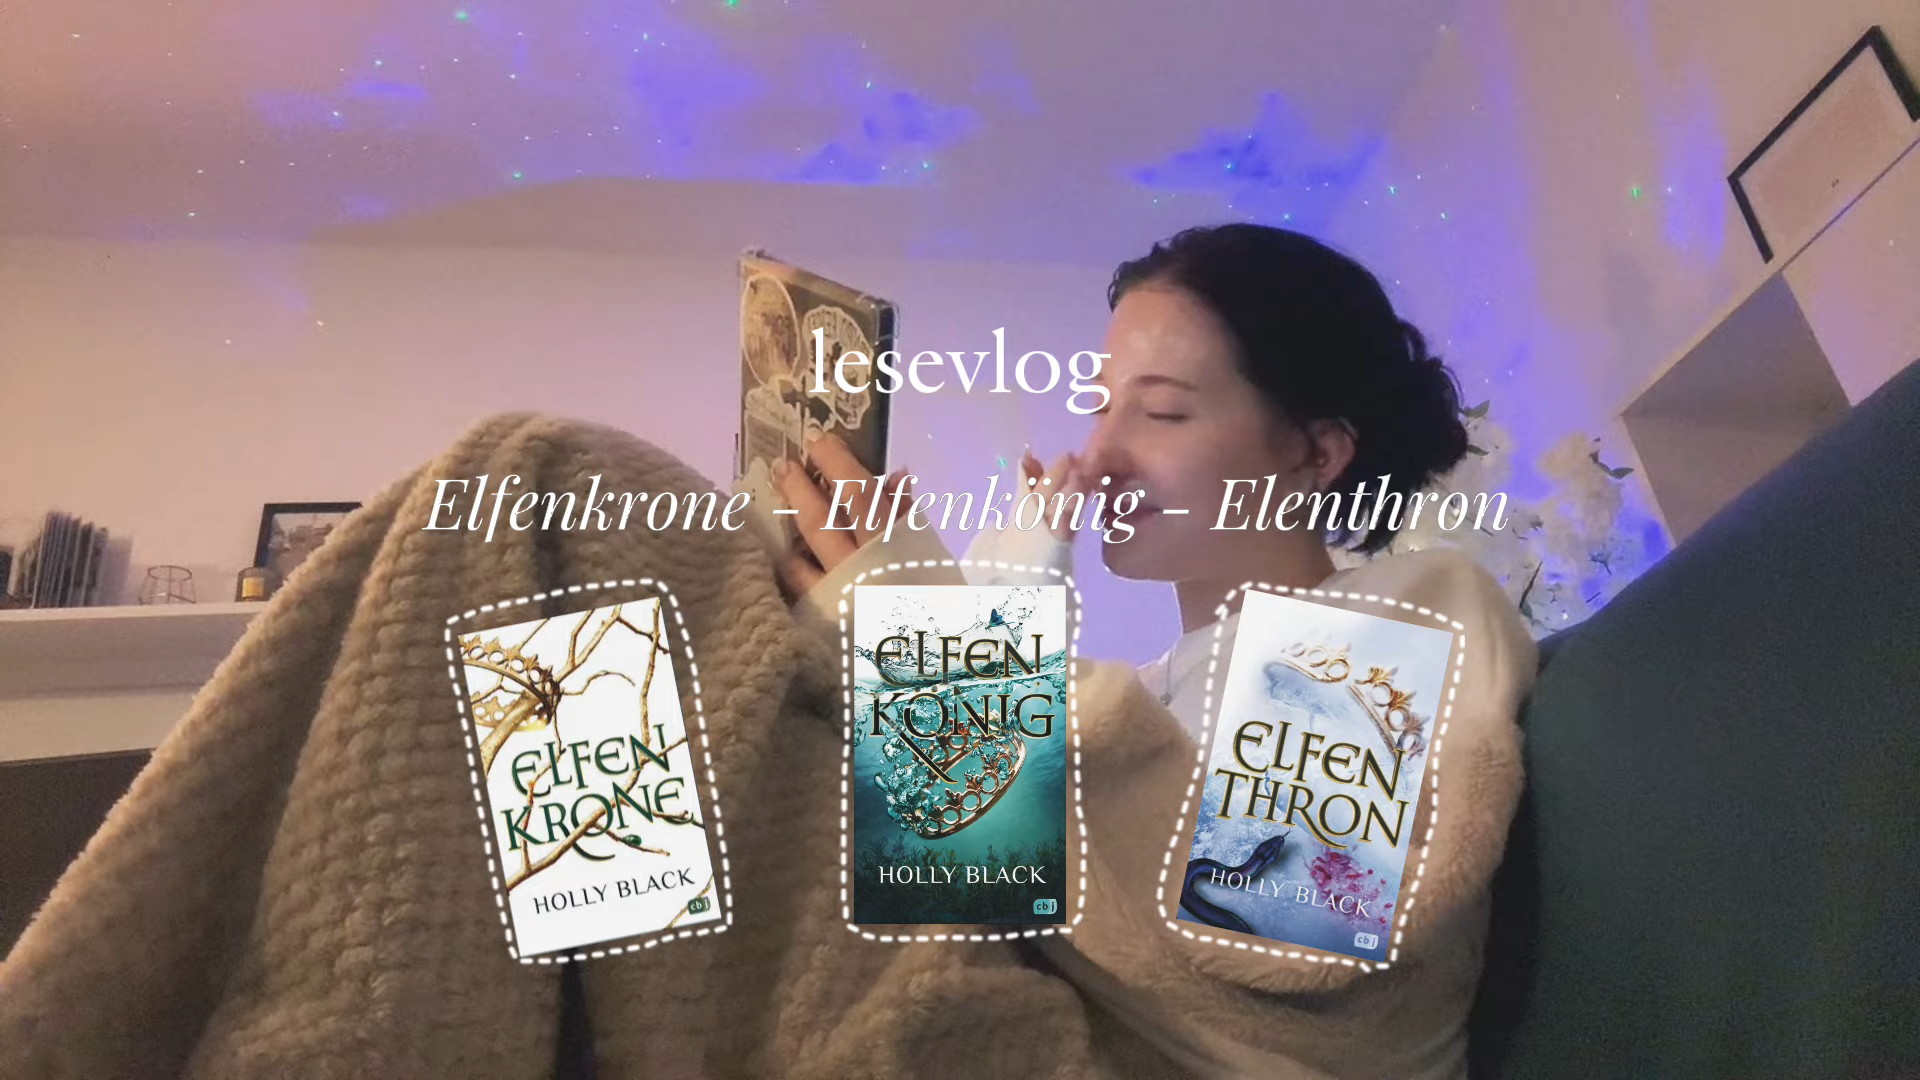 lesevlog
Elfenkrone - Elfenkönig - Elenthron
ELFEN
KRONE
HOLLY BLACK
cbj
ELFEN
KÖNIG
HOLLY BLACK
cbj
ELFEN
THRON
HOLLY BLACK
cbj